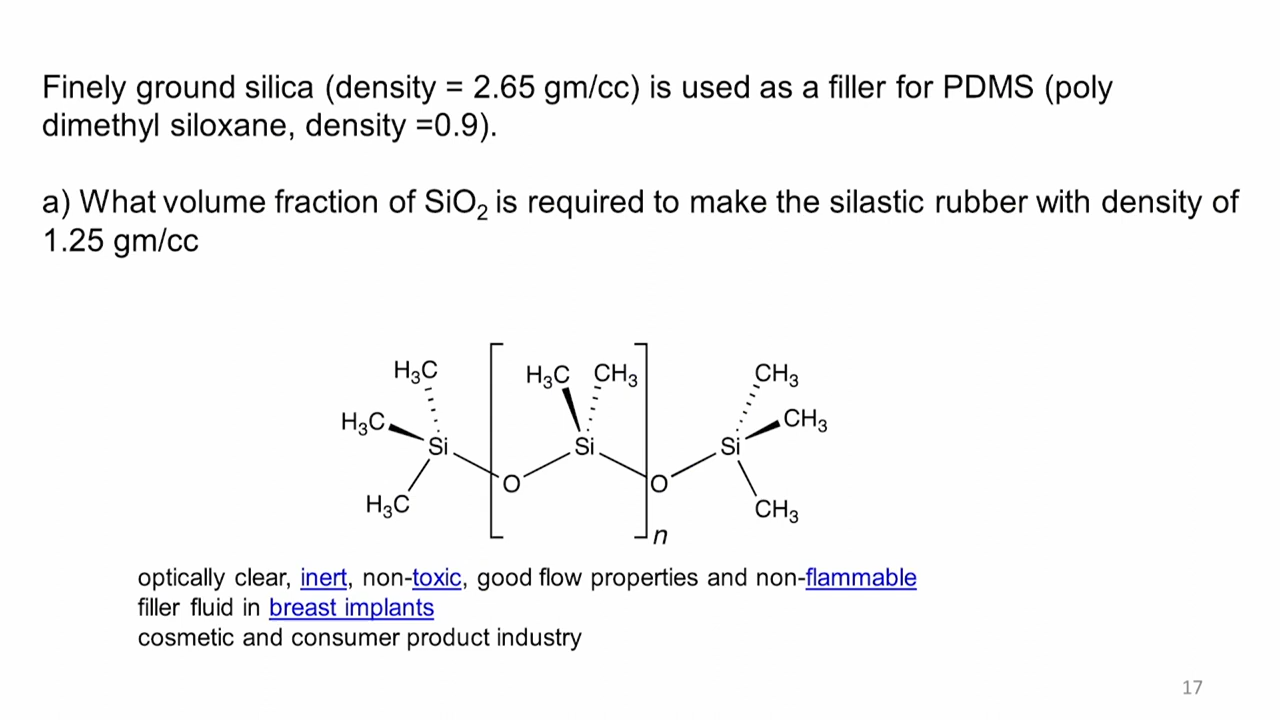 Finely ground silica (density = 2.65 gm/cc) is used as a filler for PDMS (poly
dimethyl siloxane, density =0.9).
a) What volume fraction of SiO₂ is required to make the silastic rubber with density of
1.25 gm/cc
H₃C H₃C CH₃ CH₃
H₃C CH₃
Si Si Si
O O
H₃C CH₃
n
optically clear, inert, non-toxic, good flow properties and non-flammable
filler fluid in breast implants
cosmetic and consumer product industry
17